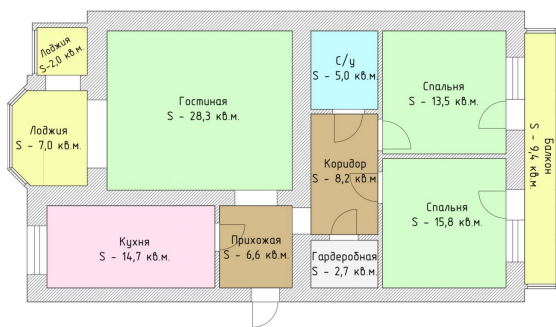 Лоджия
S-2,0 кв.м.
Лоджия
S - 7,0 кв.м.
Гостиная
S - 28,3 кв.м.
С/у
S - 5,0 кв.м.
Спальня
S - 13,5 кв.м.
Балкон
S - 9,4 кв.м.
Коридор
S - 8,2 кв.м.
Спальня
S - 15,8 кв.м.
Кухня
S - 14,7 кв.м.
Прихожая
S - 6,6 кв.м.
Гардеробная
S - 2,7 кв.м.